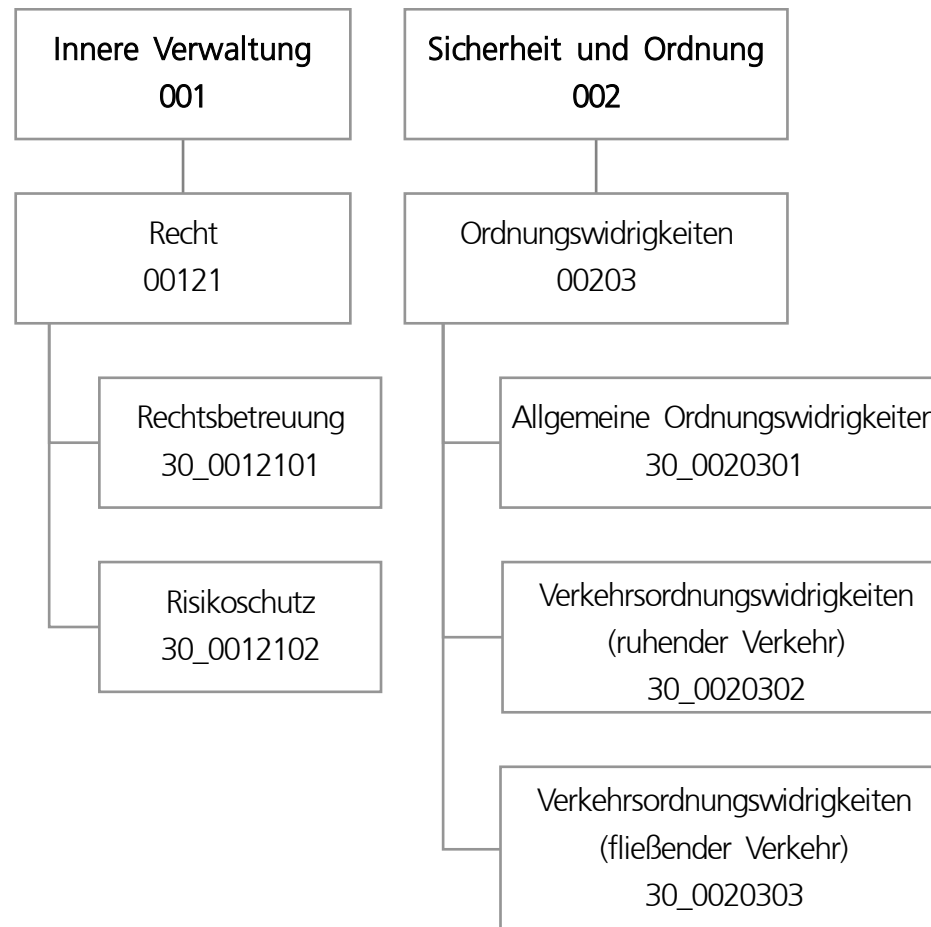 Innere Verwaltung
001
Recht
00121
Rechtsbetreuung
30_0012101
Risikoschutz
30_0012102
Sicherheit und Ordnung
002
Ordnungswidrigkeiten
00203
Allgemeine Ordnungswidrigkeiten
30_0020301
Verkehrsordnungswidrigkeiten
(ruhender Verkehr)
30_0020302
Verkehrsordnungswidrigkeiten
(fließender Verkehr)
30_0020303